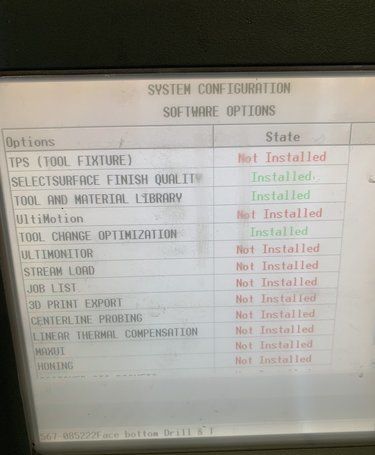 SYSTEM CONFIGURATION
SOFTWARE OPTIONS
Options State
TPS (TOOL FIXTURE) Not Installed
SELECTSURFACE FINISH QUALITY Installed
TOOL AND MATERIAL LIBRARY Installed
UltiMotion Not Installed
TOOL CHANGE OPTIMIZATION Installed
ULTIMONITOR Not Installed
STREAM LOAD Not Installed
JOB LIST Not Installed
3D PRINT EXPORT Not Installed
CENTERLINE PROBING Not Installed
LINEAR THERMAL COMPENSATION Not Installed
MAXUI Not Installed
HONING Not Installed
567-085222Face bottom Drill & T